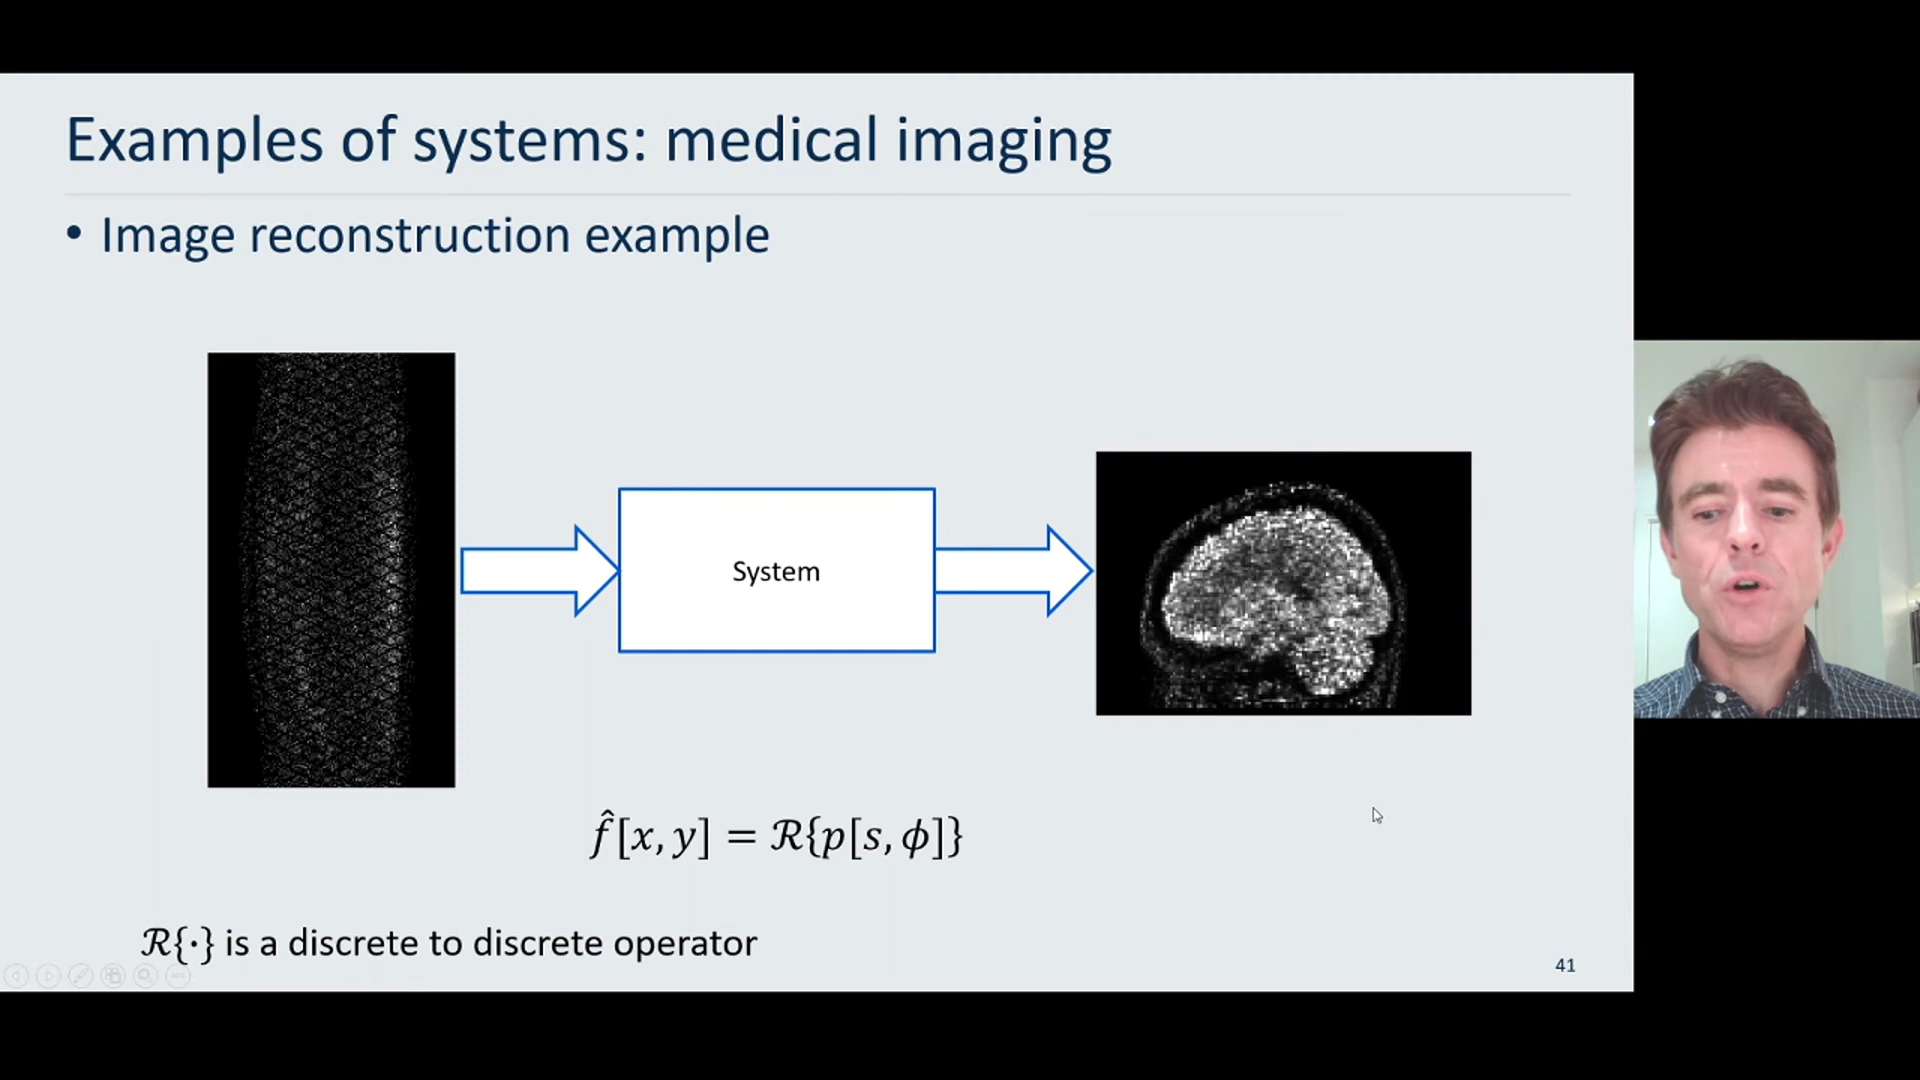 Examples of systems: medical imaging
• Image reconstruction example
System
f̂[x, y] = ℛ{p[s, ϕ]}
ℛ{·} is a discrete to discrete operator
41